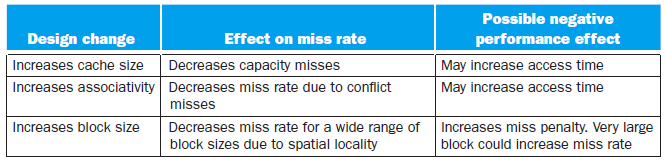 Design change Effect on miss rate Possible negative
performance effect
Increases cache size Decreases capacity misses May increase access time
Increases associativity Decreases miss rate due to conflict May increase access time
misses
Increases block size Decreases miss rate for a wide range of Increases miss penalty. Very large
block sizes due to spatial locality block could increase miss rate